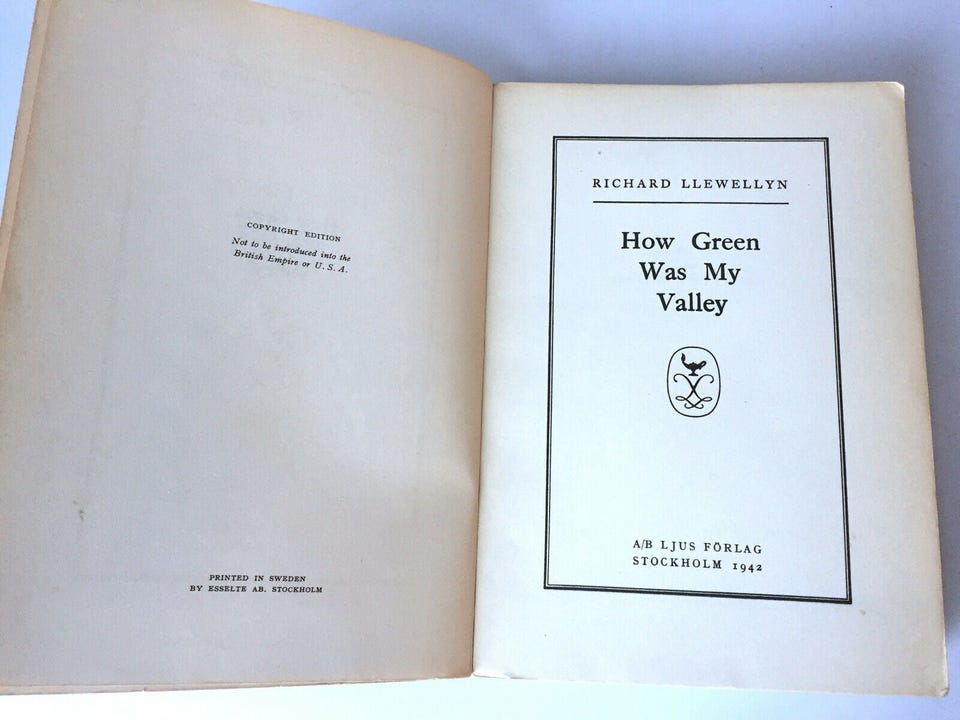 COPYRIGHT EDITION
Not to be introduced into the
British Empire or U. S. A.
PRINTED IN SWEDEN
BY ESSELTE AB. STOCKHOLM
RICHARD LLEWELLYN
How Green
Was My
Valley
A/B LJUS FÖRLAG
STOCKHOLM 1942